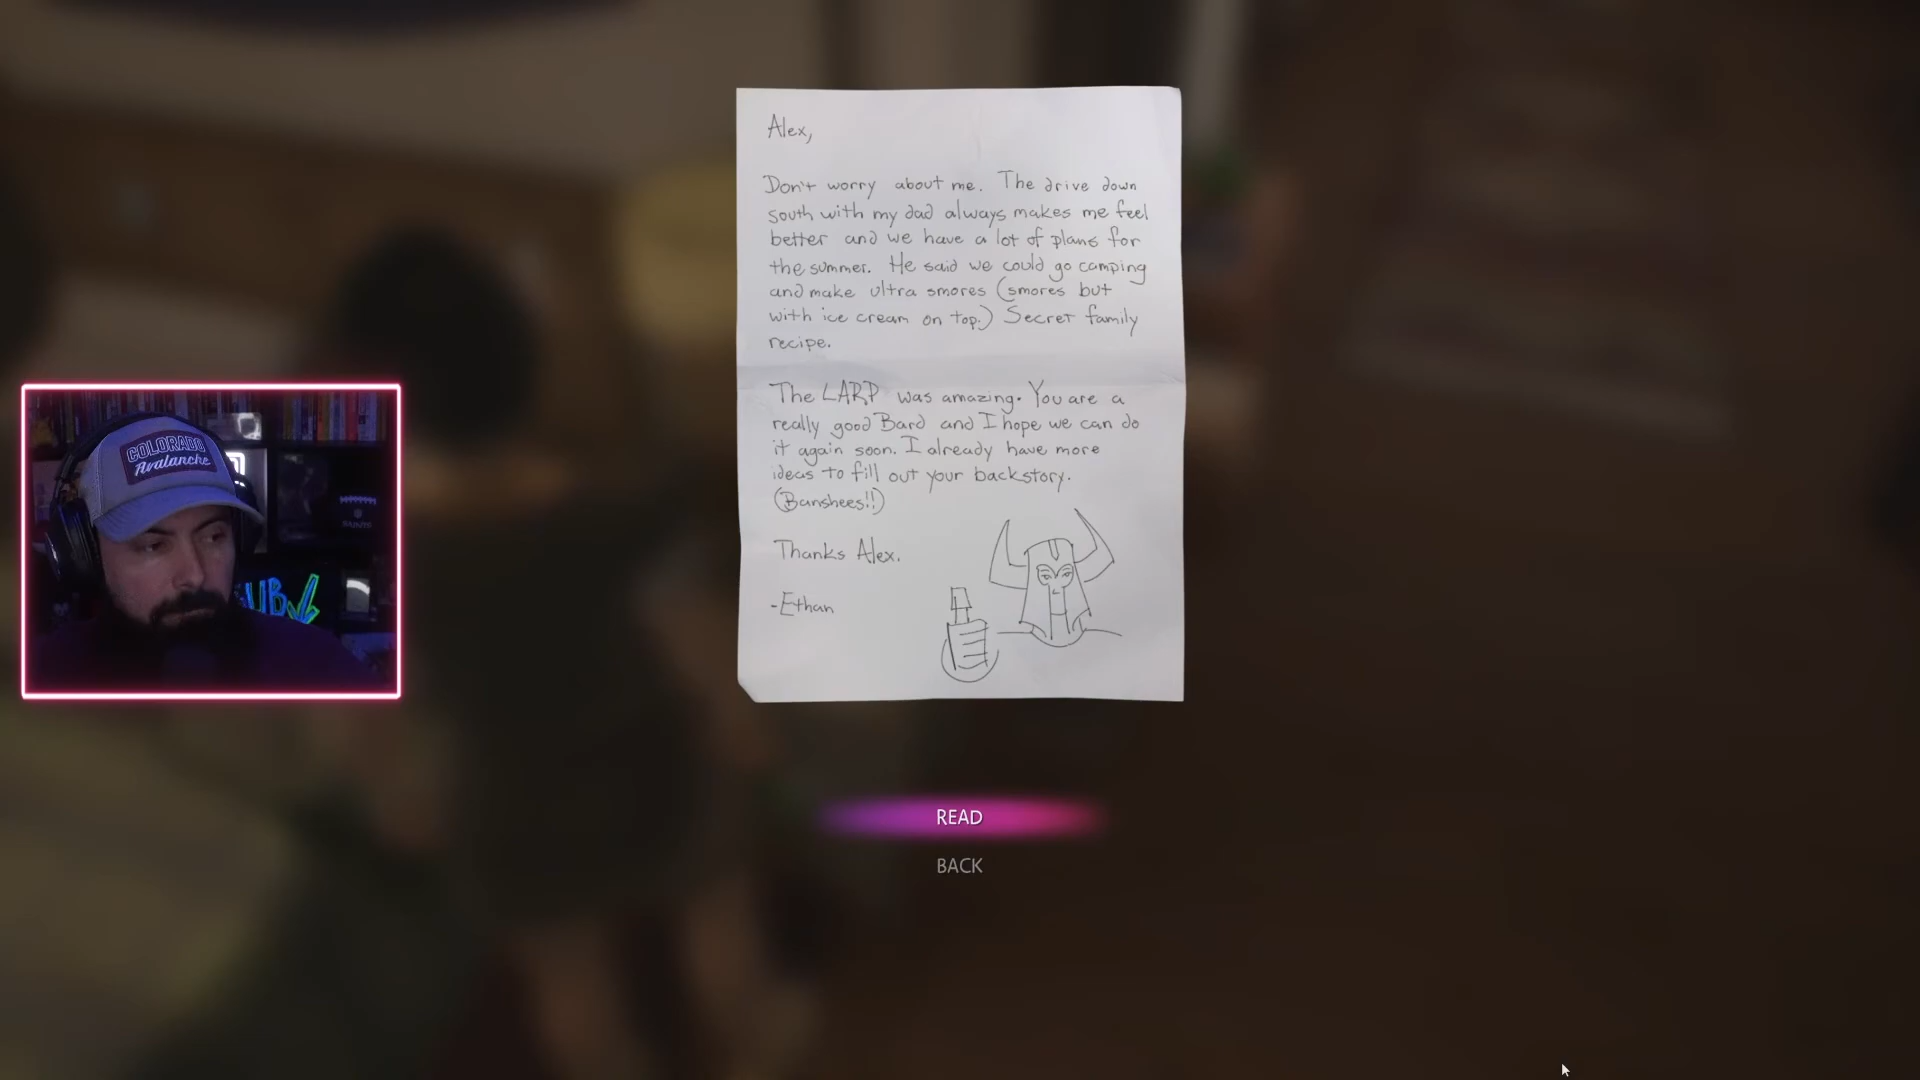 Alex,
Don't worry about me. The drive down
south with my dad always makes me feel
better and we have a lot of plans for
the summer. He said we could go camping
and make ultra smores (smores but
with ice cream on top.) Secret family
recipe.
The LARP was amazing. You are a
really good Bard and I hope we can do
it again soon. I already have more
ideas to fill out your backstory.
(Banshees!!)
Thanks Alex.
-Ethan
READ
BACK
COLORADO
Avalanche
SAINTS